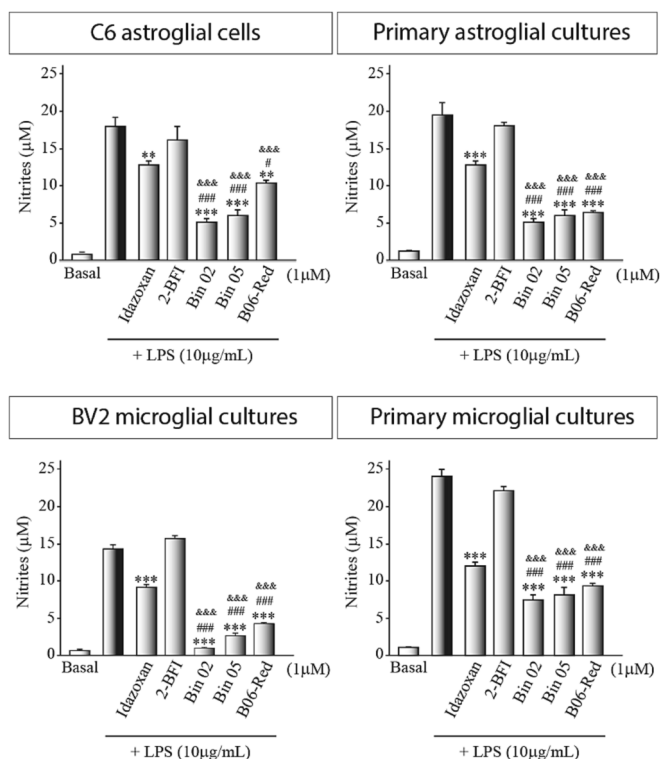 C6 astroglial cells
Nitrites (μM)
25
20
15
10
5
0
**
***
***
**
###
###
#
&&&
&&&
&&&
Basal
Idazoxan
2-BFI
Bin 02
Bin 05
B06-Red
(1μM)
+ LPS (10μg/mL)
Primary astroglial cultures
Nitrites (μM)
25
20
15
10
5
0
***
***
***
***
###
###
###
&&&
&&&
&&&
Basal
Idazoxan
2-BFI
Bin 02
Bin 05
B06-Red
(1μM)
+ LPS (10μg/mL)
BV2 microglial cultures
Nitrites (μM)
25
20
15
10
5
0
***
***
***
***
###
###
###
&&&
&&&
&&&
Basal
Idazoxan
2-BFI
Bin 02
Bin 05
B06-Red
(1μM)
+ LPS (10μg/mL)
Primary microglial cultures
Nitrites (μM)
25
20
15
10
5
0
***
***
***
***
###
###
###
&&&
&&&
&&&
Basal
Idazoxan
2-BFI
Bin 02
Bin 05
B06-Red
(1μM)
+ LPS (10μg/mL)